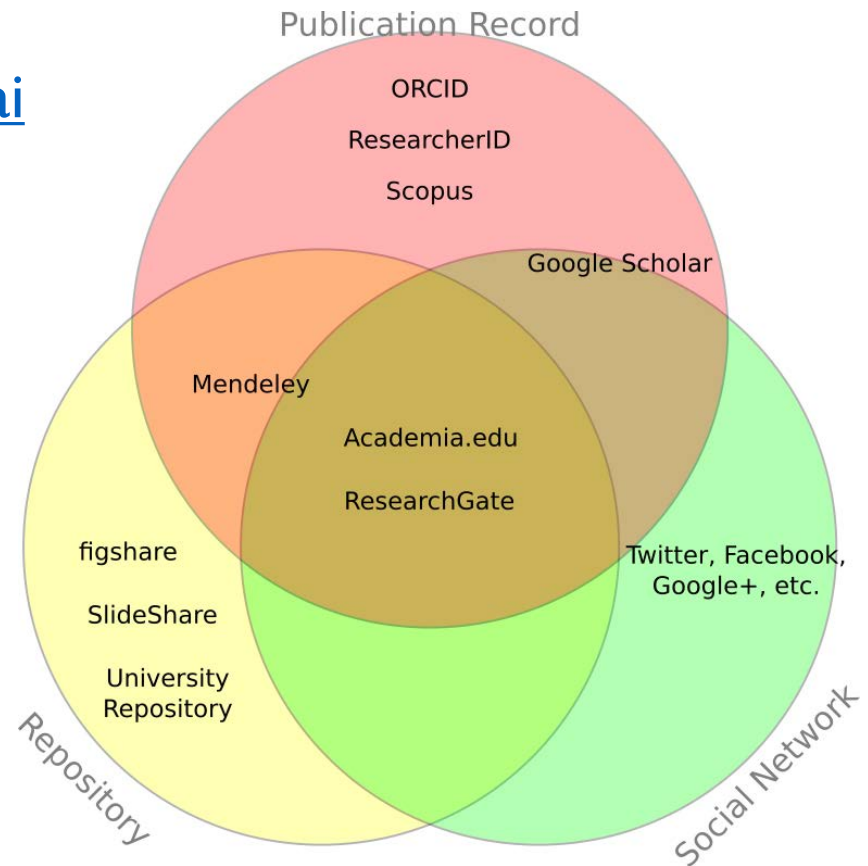 Publication Record
ai
ORCID
ResearcherID
Scopus
Google Scholar
Mendeley
Academia.edu
ResearchGate
figshare
SlideShare
University
Repository
Twitter, Facebook,
Google+, etc.
Repository
Social Network